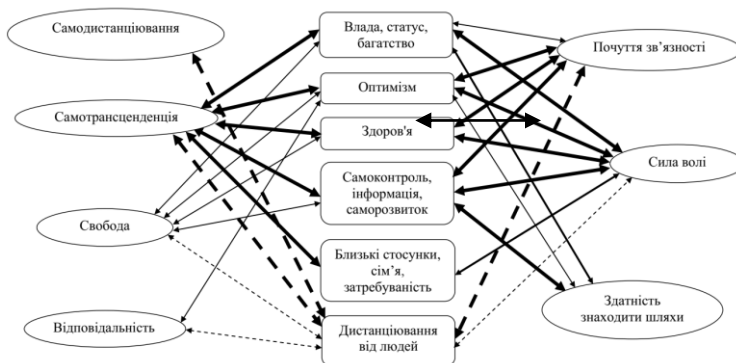 Самодистанціювання
Самотрансценденція
Свобода
Відповідальність
Влада, статус,
багатство
Оптимізм
Здоров'я
Самоконтроль,
інформація,
саморозвиток
Близькі стосунки,
сім’я,
затребуваність
Дистанціювання
від людей
Почуття зв’язності
Сила волі
Здатність
знаходити шляхи